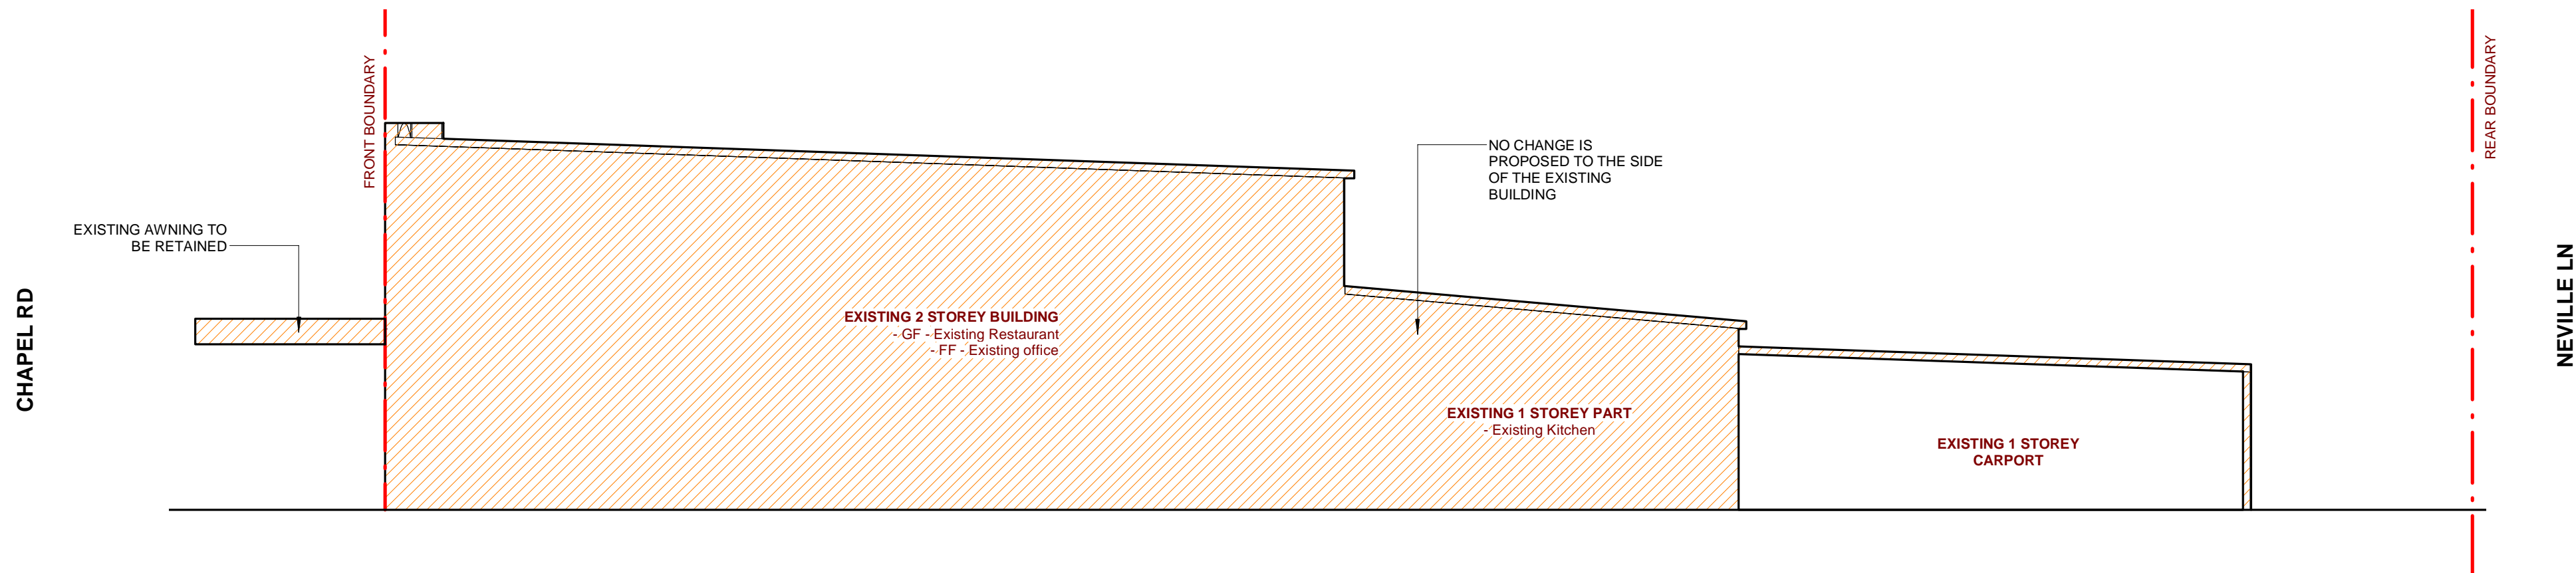 CHAPEL RD
EXISTING AWNING TO
BE RETAINED
FRONT BOUNDARY
EXISTING 2 STOREY BUILDING
- GF - Existing Restaurant
- FF - Existing office
NO CHANGE IS
PROPOSED TO THE SIDE
OF THE EXISTING
BUILDING
EXISTING 1 STOREY PART
- Existing Kitchen
EXISTING 1 STOREY
CARPORT
REAR BOUNDARY
NEVILLE LN